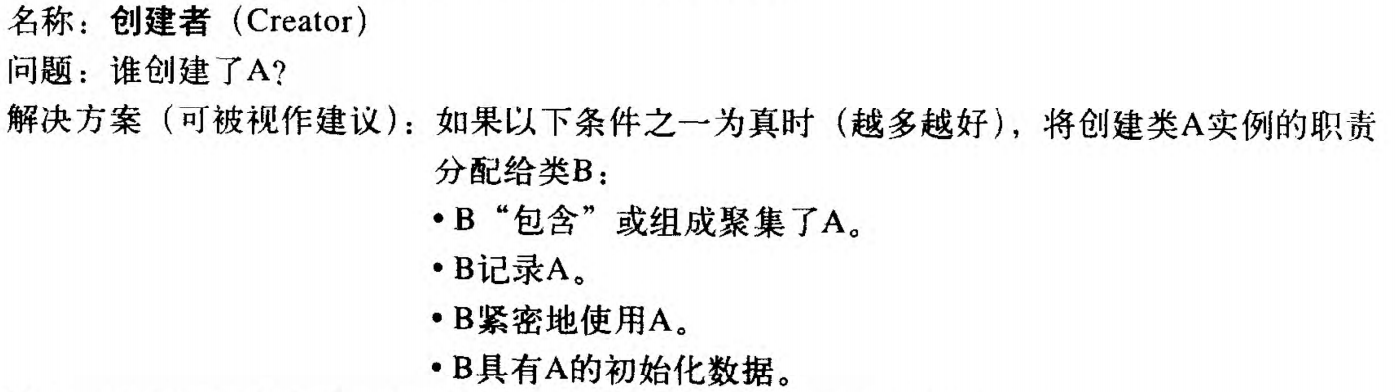 名称：创建者（Creator）
问题：谁创建了A?
解决方案（可被视作建议）：如果以下条件之一为真时（越多越好），将创建类A实例的职责
分配给类B：
• B“包含”或组成聚集了A。
• B记录A。
• B紧密地使用A。
• B具有A的初始化数据。